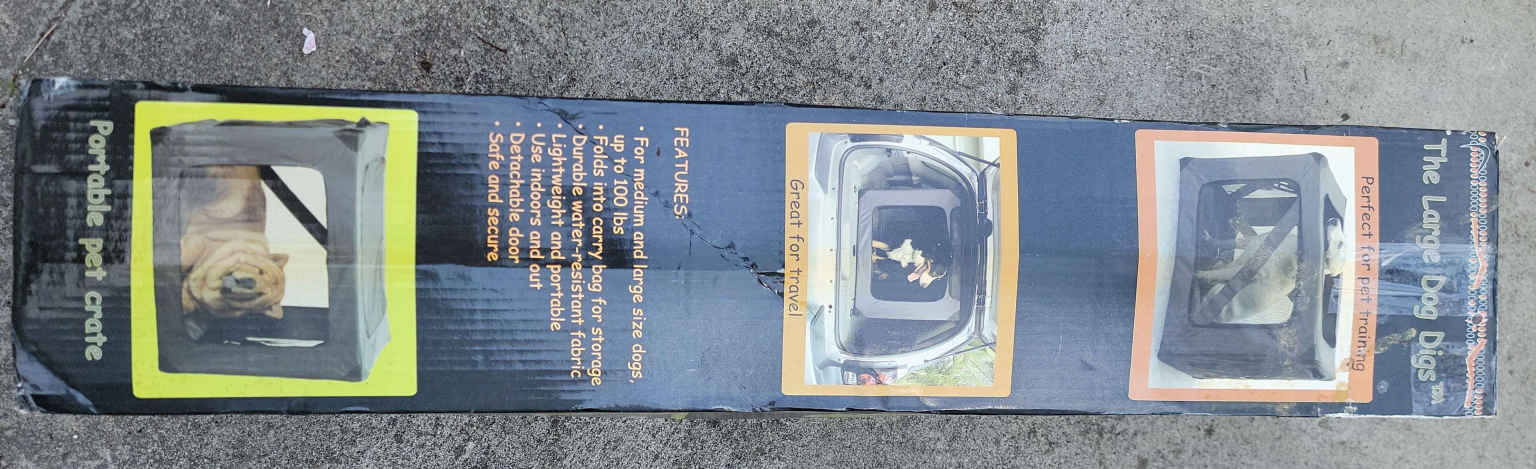 The Large Dog Digs™
Perfect for pet training
Great for travel
FEATURES:
• For medium and large size dogs,
up to 100 lbs
• Folds into carry bag for storage
• Durable water-resistant fabric
• Lightweight and portable
• Use indoors and out
• Detachable door
• Safe and secure
Portable pet crate